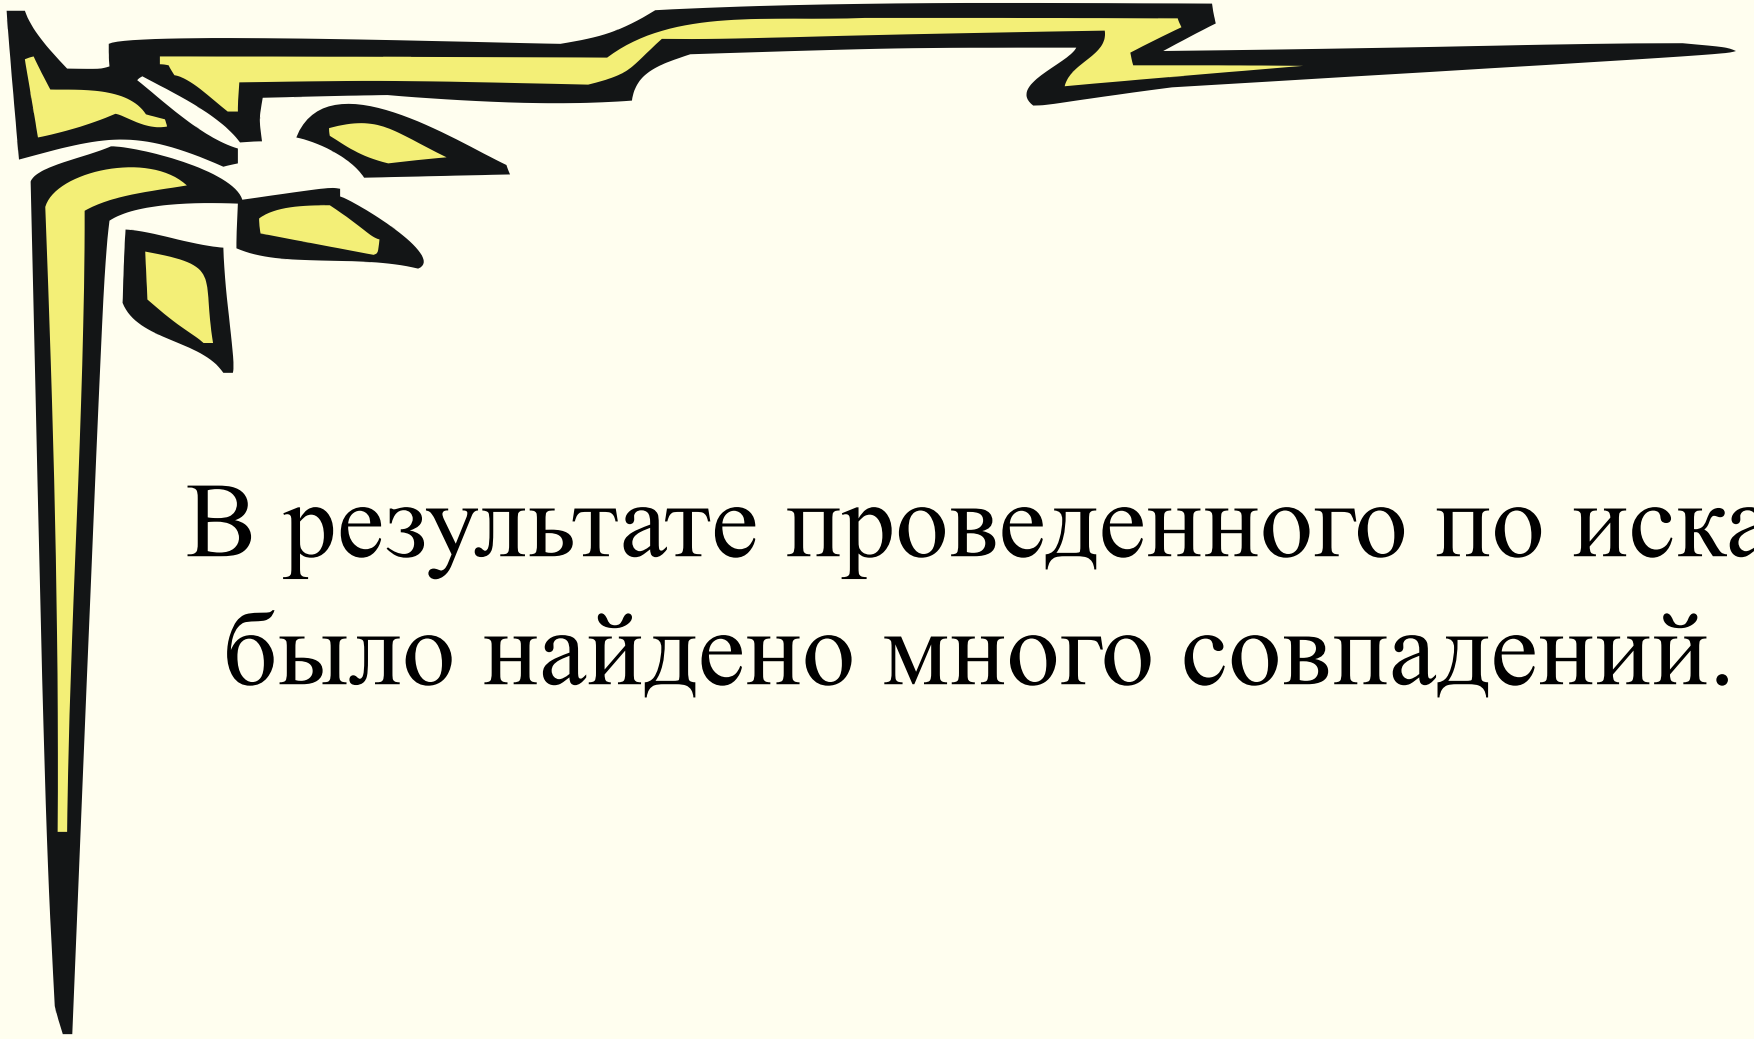 В результате проведенного по иска
было найдено много совпадений.